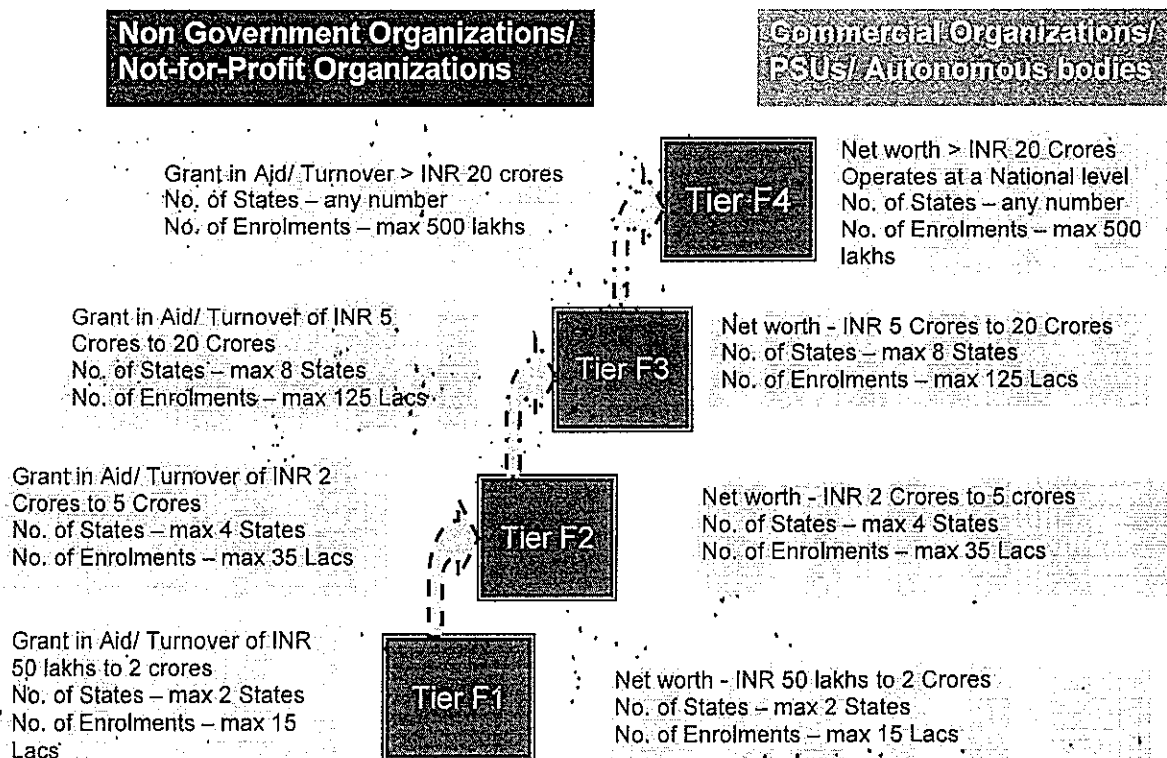 Non Government Organizations/
Not-for-Profit Organizations
Commercial Organizations/
PSUs/ Autonomous bodies
Grant in Aid/ Turnover > INR 20 crores
No. of States – any number
No. of Enrolments – max 500 lakhs
Tier F4
Net worth > INR 20 Crores
Operates at a National level
No. of States – any number
No. of Enrolments – max 500
lakhs
Grant in Aid/ Turnover of INR 5
Crores to 20 Crores
No. of States – max 8 States
No. of Enrolments – max 125 Lacs
Tier F3
Net worth - INR 5 Crores to 20 Crores
No. of States – max 8 States
No. of Enrolments – max 125 Lacs
Grant in Aid/ Turnover of INR 2
Crores to 5 Crores
No. of States – max 4 States
No. of Enrolments – max 35 Lacs
Tier F2
Net worth - INR 2 Crores to 5 crores
No. of States – max 4 States
No. of Enrolments – max 35 Lacs
Grant in Aid/ Turnover of INR
50 lakhs to 2 crores
No. of States – max 2 States
No. of Enrolments – max 15
Lacs
Tier F1
Net worth - INR 50 lakhs to 2 Crores
No. of States – max 2 States
No. of Enrolments – max 15 Lacs